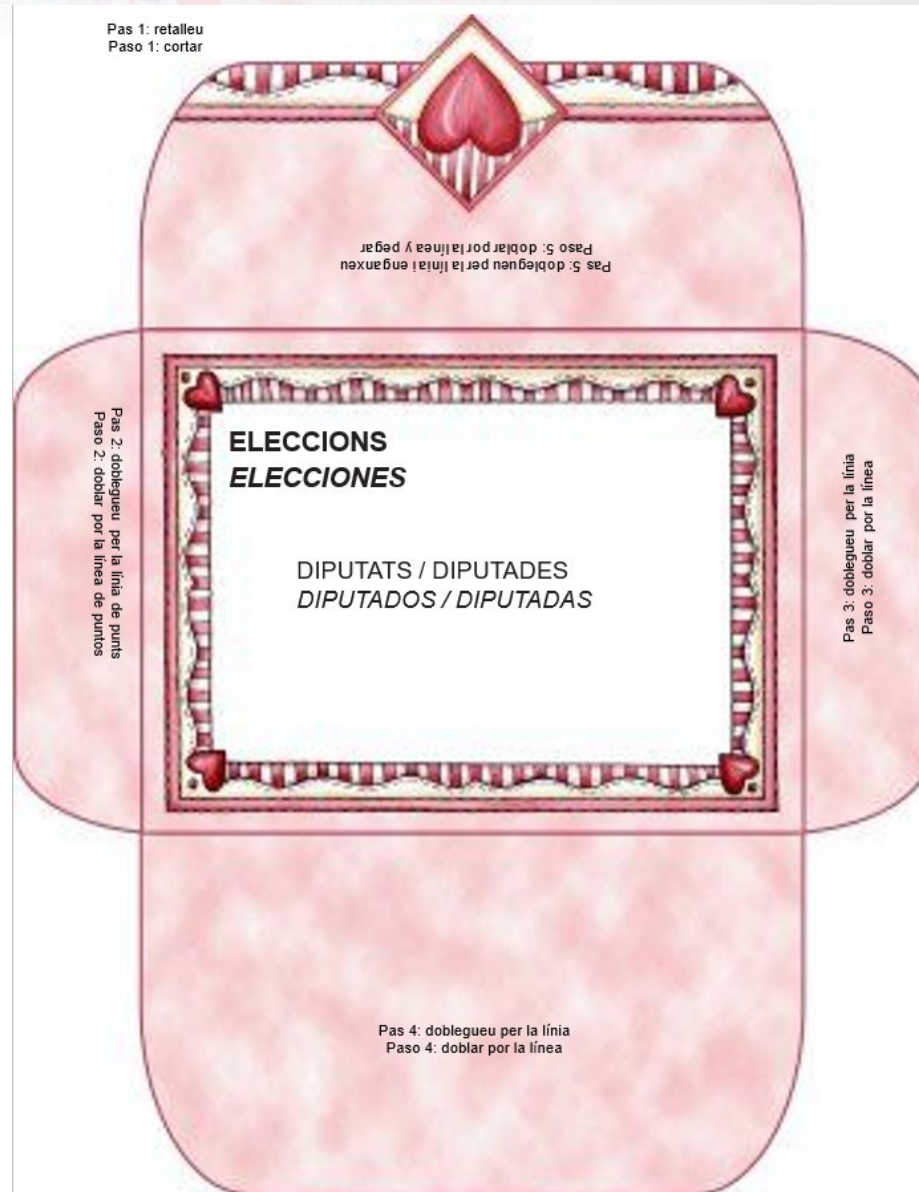 Pas 1: retalleu
Paso 1: cortar
Pas 5: doblegueu per la línia i enganxeu
Paso 5: doblar por la línea y pegar
ELECCIONS
ELECCIONES
DIPUTATS / DIPUTADES
DIPUTADOS / DIPUTADAS
Pas 2: doblegueu per la línia de punts
Paso 2: doblar por la línea de puntos
Pas 3: doblegueu per la línia
Paso 3: doblar por la línea
Pas 4: doblegueu per la línia
Paso 4: doblar por la línea